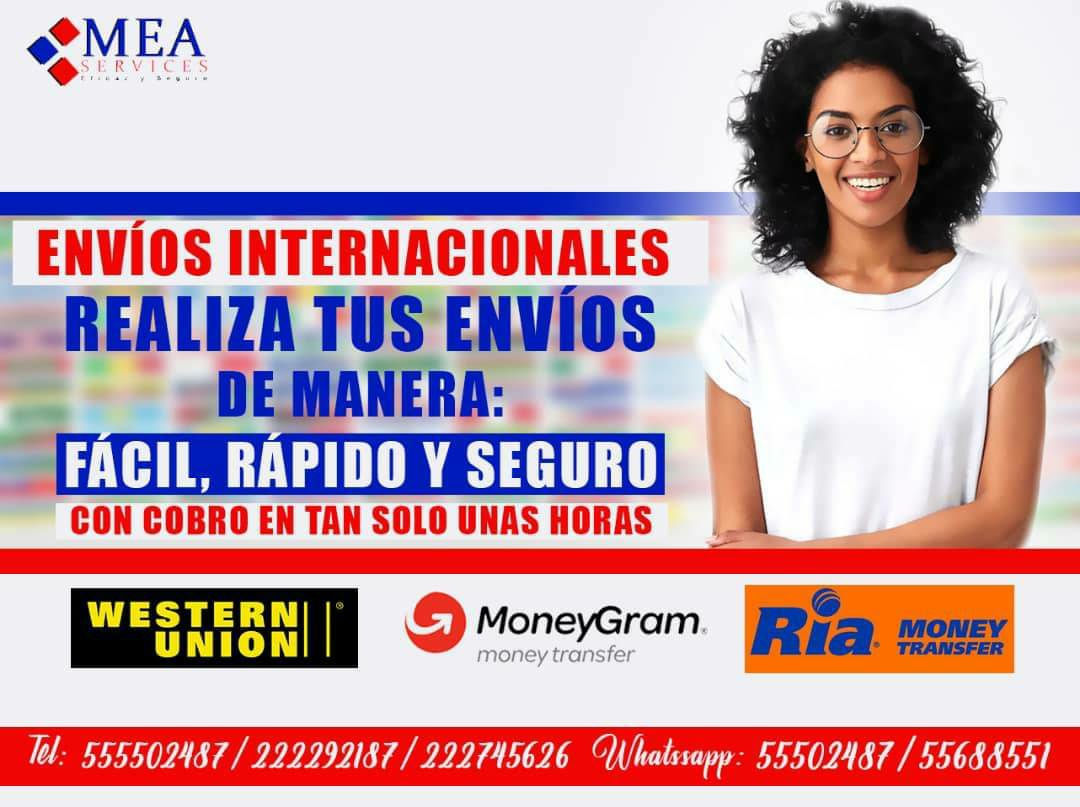 MEA
SERVICES
Eficaz y Seguro
ENVÍOS INTERNACIONALES
REALIZA TUS ENVÍOS
DE MANERA:
FÁCIL, RÁPIDO Y SEGURO
CON COBRO EN TAN SOLO UNAS HORAS
WESTERN
UNION
MoneyGram
money transfer
Ria MONEY
TRANSFER
Tel: 555502487 / 222292187 / 222745626 Whatssapp: 55502487 / 55688551